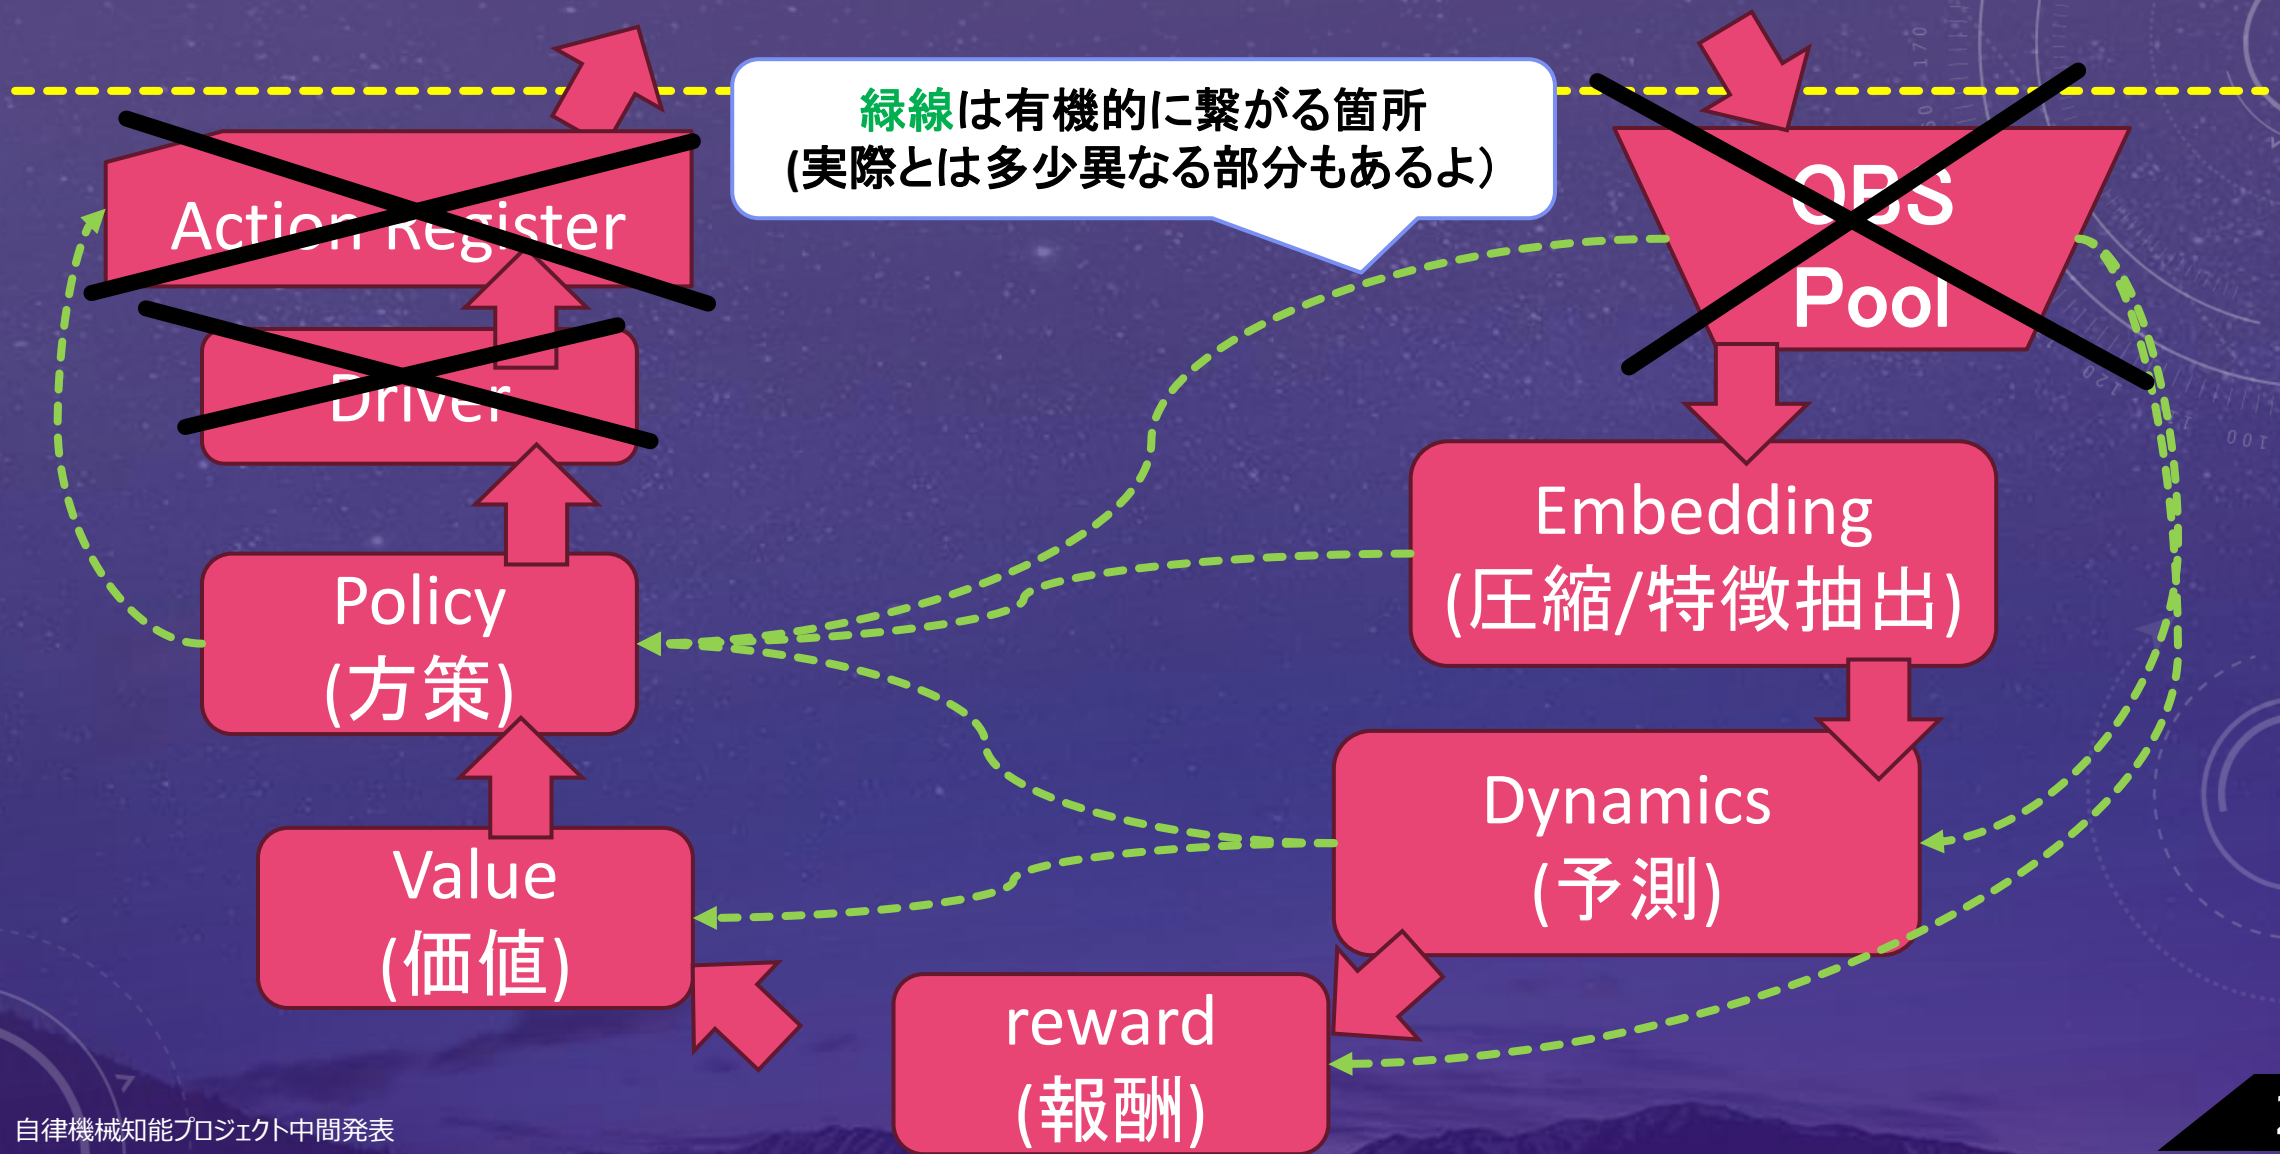 緑線は有機的に繋がる箇所
(実際とは多少異なる部分もあるよ）
Action Register
Driver
Policy
(方策)
Value
(価値)
OBS
Pool
Embedding
(圧縮/特徴抽出)
Dynamics
(予測)
reward
(報酬)
自律機械知能プロジェクト中間発表
170
120
100